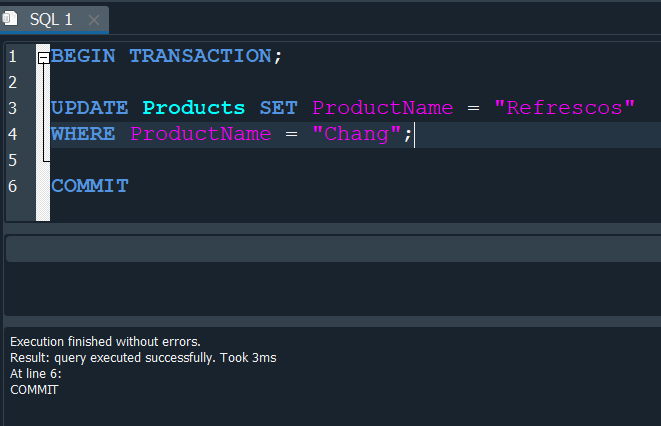 SQL 1
1 BEGIN TRANSACTION;
2
3 UPDATE Products SET ProductName = "Refrescos"
4 WHERE ProductName = "Chang";
5
6 COMMIT
Execution finished without errors.
Result: query executed successfully. Took 3ms
At line 6:
COMMIT